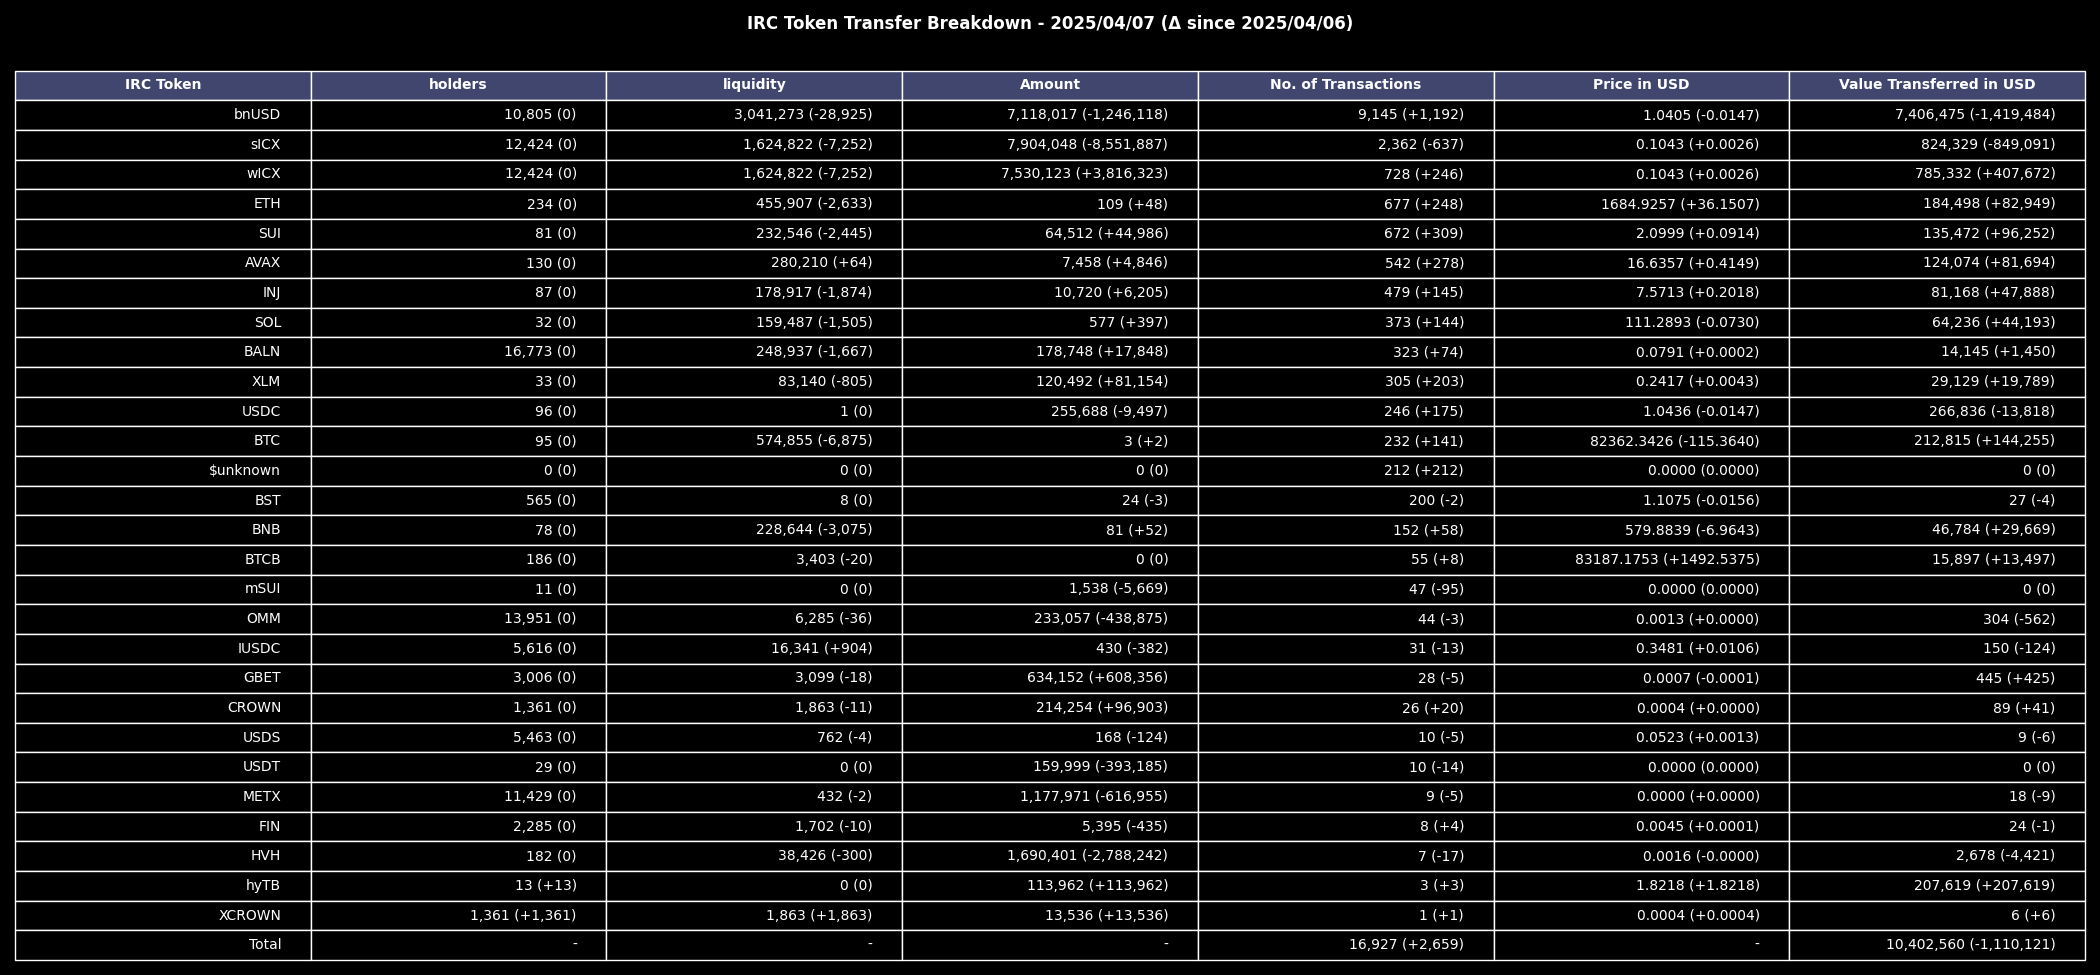 IRC Token Transfer Breakdown - 2025/04/07 (Δ since 2025/04/06)
IRC Token holders liquidity Amount No. of Transactions Price in USD Value Transferred in USD
bnUSD 10,805 (0) 3,041,273 (-28,925) 7,118,017 (-1,246,118) 9,145 (+1,192) 1.0405 (-0.0147) 7,406,475 (-1,419,484)
sICX 12,424 (0) 1,624,822 (-7,252) 7,904,048 (-8,551,887) 2,362 (-637) 0.1043 (+0.0026) 824,329 (-849,091)
wICX 12,424 (0) 1,624,822 (-7,252) 7,530,123 (+3,816,323) 728 (+246) 0.1043 (+0.0026) 785,332 (+407,672)
ETH 234 (0) 455,907 (-2,633) 109 (+48) 677 (+248) 1684.9257 (+36.1507) 184,498 (+82,949)
SUI 81 (0) 232,546 (-2,445) 64,512 (+44,986) 672 (+309) 2.0999 (+0.0914) 135,472 (+96,252)
AVAX 130 (0) 280,210 (+64) 7,458 (+4,846) 542 (+278) 16.6357 (+0.4149) 124,074 (+81,694)
INJ 87 (0) 178,917 (-1,874) 10,720 (+6,205) 479 (+145) 7.5713 (+0.2018) 81,168 (+47,888)
SOL 32 (0) 159,487 (-1,505) 577 (+397) 373 (+144) 111.2893 (-0.0730) 64,236 (+44,193)
BALN 16,773 (0) 248,937 (-1,667) 178,748 (+17,848) 323 (+74) 0.0791 (+0.0002) 14,145 (+1,450)
XLM 33 (0) 83,140 (-805) 120,492 (+81,154) 305 (+203) 0.2417 (+0.0043) 29,129 (+19,789)
USDC 96 (0) 1 (0) 255,688 (-9,497) 246 (+175) 1.0436 (-0.0147) 266,836 (-13,818)
BTC 95 (0) 574,855 (-6,875) 3 (+2) 232 (+141) 82362.3426 (-115.3640) 212,815 (+144,255)
$unknown 0 (0) 0 (0) 0 (0) 212 (+212) 0.0000 (0.0000) 0 (0)
BST 565 (0) 8 (0) 24 (-3) 200 (-2) 1.1075 (-0.0156) 27 (-4)
BNB 78 (0) 228,644 (-3,075) 81 (+52) 152 (+58) 579.8839 (-6.9643) 46,784 (+29,669)
BTCB 186 (0) 3,403 (-20) 0 (0) 55 (+8) 83187.1753 (+1492.5375) 15,897 (+13,497)
mSUI 11 (0) 0 (0) 1,538 (-5,669) 47 (-95) 0.0000 (0.0000) 0 (0)
OMM 13,951 (0) 6,285 (-36) 233,057 (-438,875) 44 (-3) 0.0013 (+0.0000) 304 (-562)
IUSDC 5,616 (0) 16,341 (+904) 430 (-382) 31 (-13) 0.3481 (+0.0106) 150 (-124)
GBET 3,006 (0) 3,099 (-18) 634,152 (+608,356) 28 (-5) 0.0007 (-0.0001) 445 (+425)
CROWN 1,361 (0) 1,863 (-11) 214,254 (+96,903) 26 (+20) 0.0004 (+0.0000) 89 (+41)
USDS 5,463 (0) 762 (-4) 168 (-124) 10 (-5) 0.0523 (+0.0013) 9 (-6)
USDT 29 (0) 0 (0) 159,999 (-393,185) 10 (-14) 0.0000 (0.0000) 0 (0)
METX 11,429 (0) 432 (-2) 1,177,971 (-616,955) 9 (-5) 0.0000 (+0.0000) 18 (-9)
FIN 2,285 (0) 1,702 (-10) 5,395 (-435) 8 (+4) 0.0045 (+0.0001) 24 (-1)
HVH 182 (0) 38,426 (-300) 1,690,401 (-2,788,242) 7 (-17) 0.0016 (-0.0000) 2,678 (-4,421)
hyTB 13 (+13) 0 (0) 113,962 (+113,962) 3 (+3) 1.8218 (+1.8218) 207,619 (+207,619)
XCROWN 1,361 (+1,361) 1,863 (+1,863) 13,536 (+13,536) 1 (+1) 0.0004 (+0.0004) 6 (+6)
Total - - - 16,927 (+2,659) - 10,402,560 (-1,110,121)